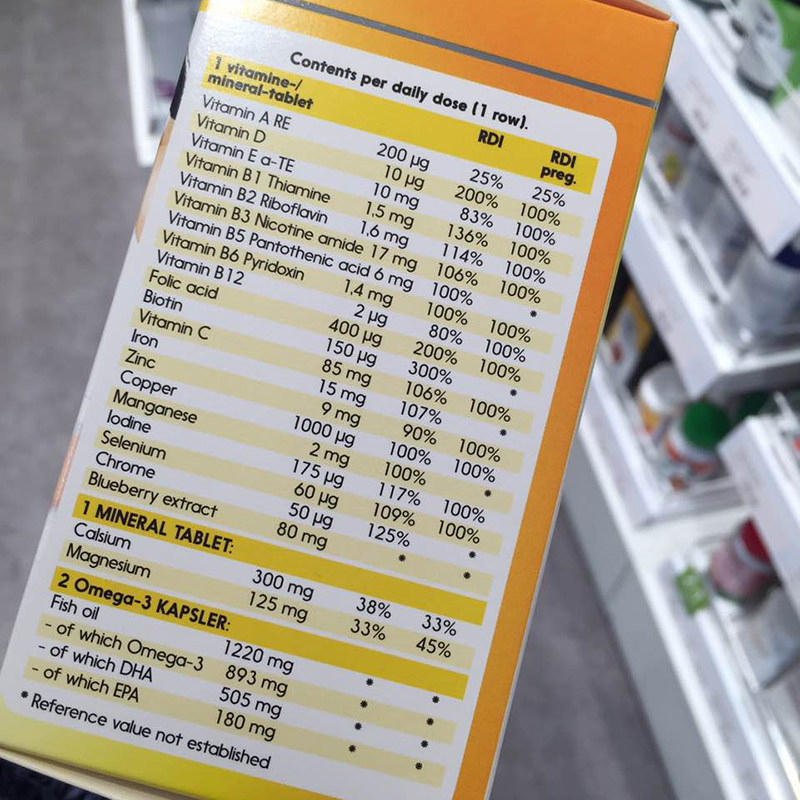 Contents per daily dose (1 row).
1 vitamine-/
mineral-tablet RDI RDI preg.
Vitamin A RE 200 µg 25% 25%
Vitamin D 10 µg 200% 100%
Vitamin E a-TE 10 mg 83% 100%
Vitamin B1 Thiamine 1,5 mg 136% 100%
Vitamin B2 Riboflavin 1,6 mg 114% 100%
Vitamin B3 Nicotine amide 17 mg 106% 100%
Vitamin B5 Pantothenic acid 6 mg 100% *
Vitamin B6 Pyridoxin 1,4 mg 100% 100%
Vitamin B12 2 µg 80% 100%
Folic acid 400 µg 200% 100%
Biotin 150 µg 300% *
Vitamin C 85 mg 106% 100%
Iron 15 mg 107% *
Zinc 9 mg 90% 100%
Copper 1000 µg 100% 100%
Manganese 2 mg 100% *
Iodine 175 µg 117% 100%
Selenium 60 µg 109% 100%
Chrome 50 µg 125% *
Blueberry extract 80 mg * *
1 MINERAL TABLET:
Calsium 300 mg 38% 33%
Magnesium 125 mg 33% 45%
2 Omega-3 KAPSLER:
Fish oil 1220 mg * *
- of which Omega-3 893 mg * *
- of which DHA 505 mg * *
- of which EPA 180 mg * *
* Reference value not established